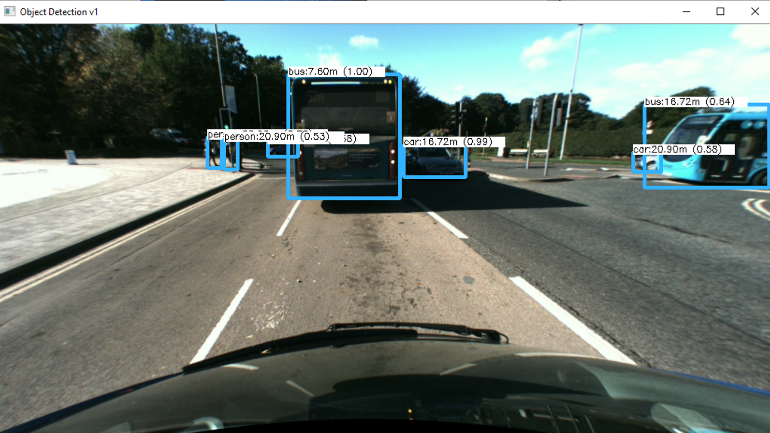 Object Detection v1
bus:7.60m (1.00)
bus:16.72m (0.64)
person:20.90m (0.53)
car:16.72m (0.99)
car:20.90m (0.58)